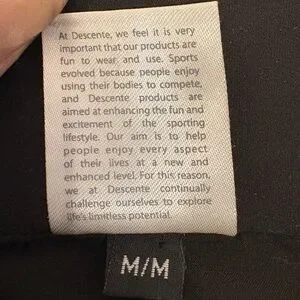 At Descente, we feel it is very
important that our products are
fun to wear and use. Sports
evolved because people enjoy
using their bodies to compete,
and Descente products are
aimed at enhancing the fun and
excitement of the sporting
lifestyle. Our aim is to help
people enjoy every aspect
of their lives at a new and
enhanced level. For this reason,
we at Descente continually
challenge ourselves to explore
life's limitless potential.
M/M